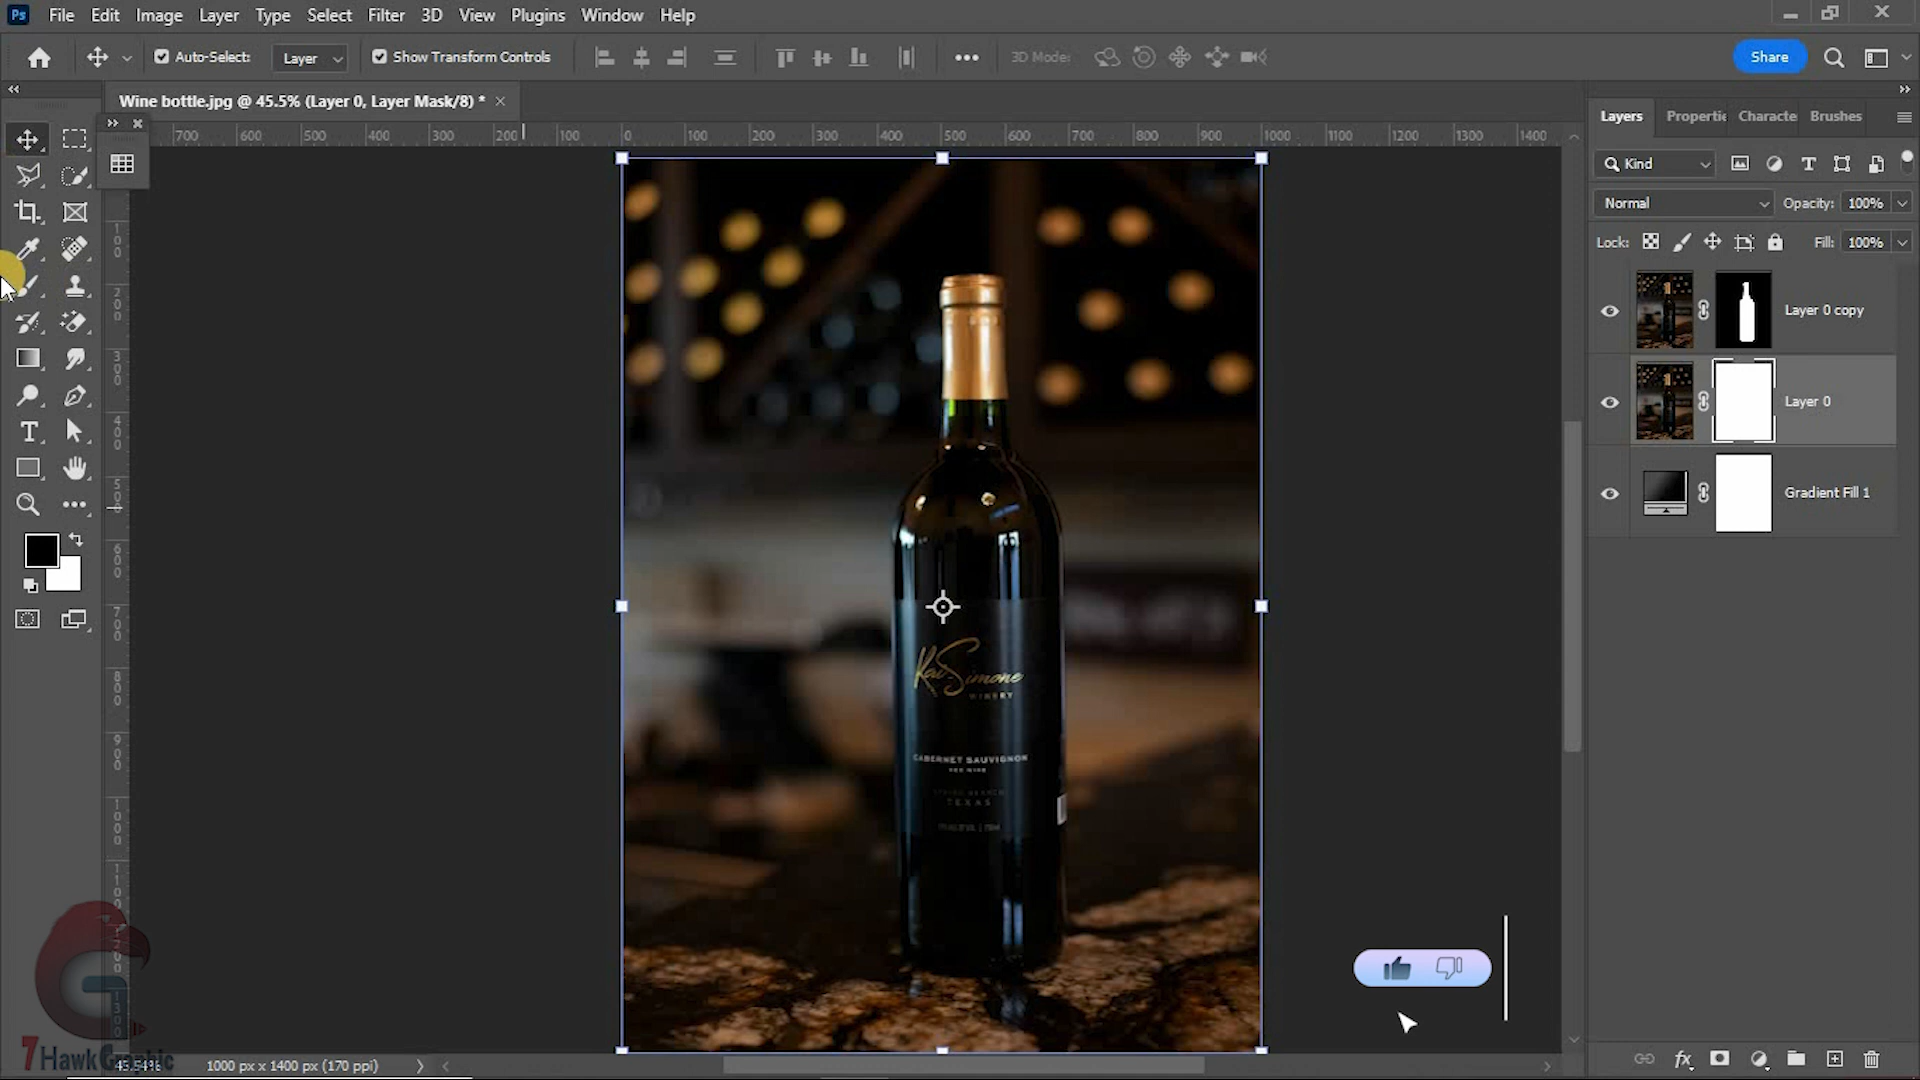 Ps File Edit Image Layer Type Select Filter 3D View Plugins Window Help
Auto-Select: Layer Show Transform Controls 3D Mode: Share
Wine bottle.jpg @ 45.5% (Layer 0, Layer Mask/8) *
700 600 500 400 300 200 100 0 100 200 300 400 500 600 700 800 900 1000 1100 1200 1300 1400
100
200
300
400
500
600
700
800
900
1000
1100
1200
1300
Layers Properti Characte Brushes
Kind
Normal Opacity: 100%
Lock: Fill: 100%
Layer 0 copy
Layer 0
Gradient Fill 1
Kai-Simone
WINERY
CABERNET SAUVIGNON
RED WINE
TEXAS
7HawkGraphic
45.54% 1000 px x 1400 px (170 ppi)